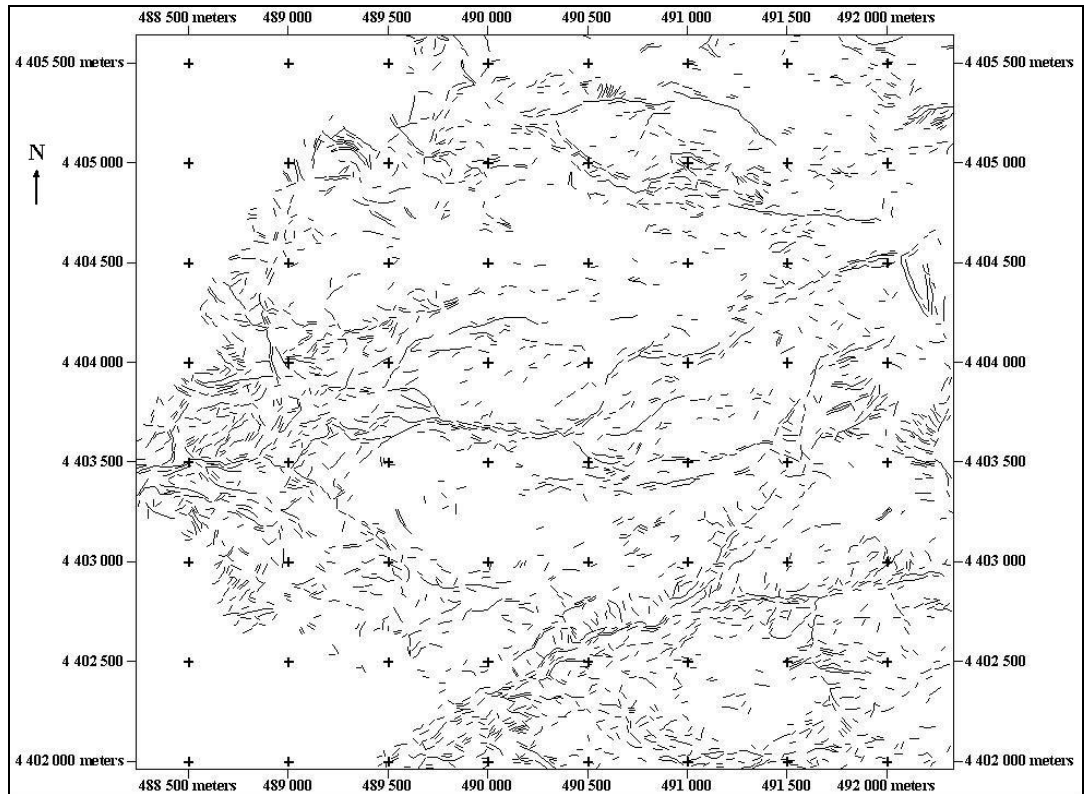 488 500 meters 489 000 489 500 490 000 490 500 491 000 491 500 492 000 meters
4 405 500 meters 4 405 500 meters
N
4 405 000 4 405 000
4 404 500 4 404 500
4 404 000 4 404 000
4 403 500 4 403 500
4 403 000 4 403 000
4 402 500 4 402 500
4 402 000 meters 4 402 000 meters
488 500 meters 489 000 489 500 490 000 490 500 491 000 491 500 492 000 meters